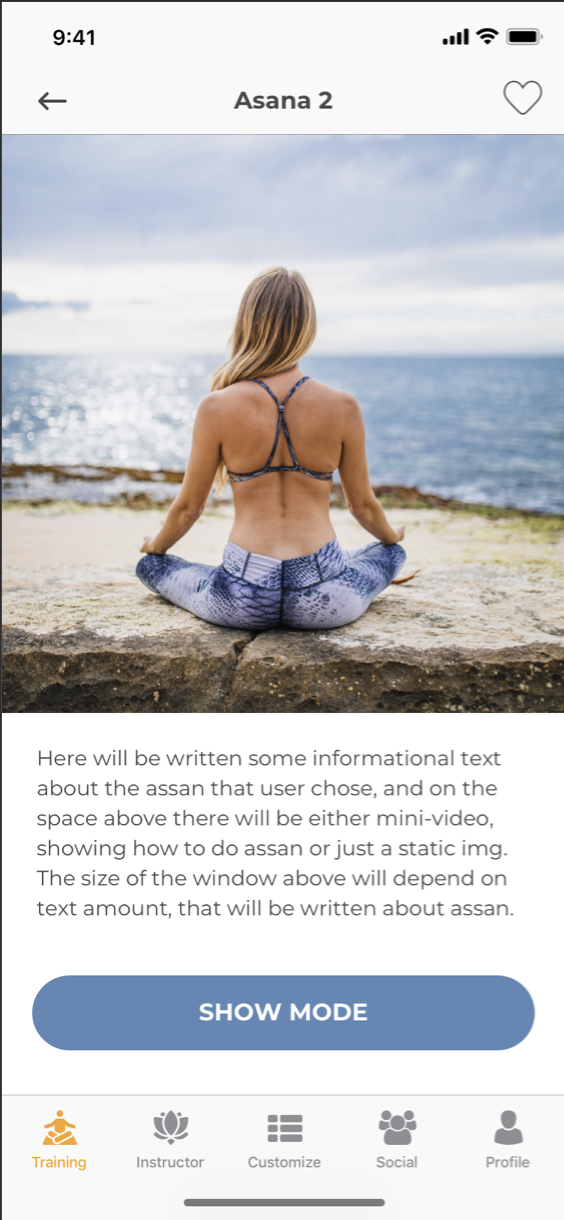 9:41
Asana 2
Here will be written some informational text
about the assan that user chose, and on the
space above there will be either mini-video,
showing how to do assan or just a static img.
The size of the window above will depend on
text amount, that will be written about assan.
SHOW MODE
Training Instructor Customize Social Profile